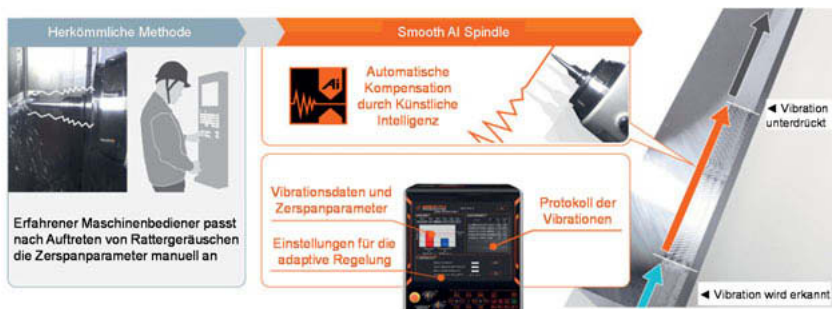 Herkömmliche Methode
Smooth AI Spindle
Erfahrener Maschinenbediener passt
nach Auftreten von Rattergeräuschen
die Zerspanparameter manuell an
Ai
Automatische
Kompensation
durch Künstliche
Intelligenz
Vibrationsdaten und
Zerspanparameter
Einstellungen für die
adaptive Regelung
Protokoll der
Vibrationen
◄ Vibration
unterdrückt
◄ Vibration wird erkannt